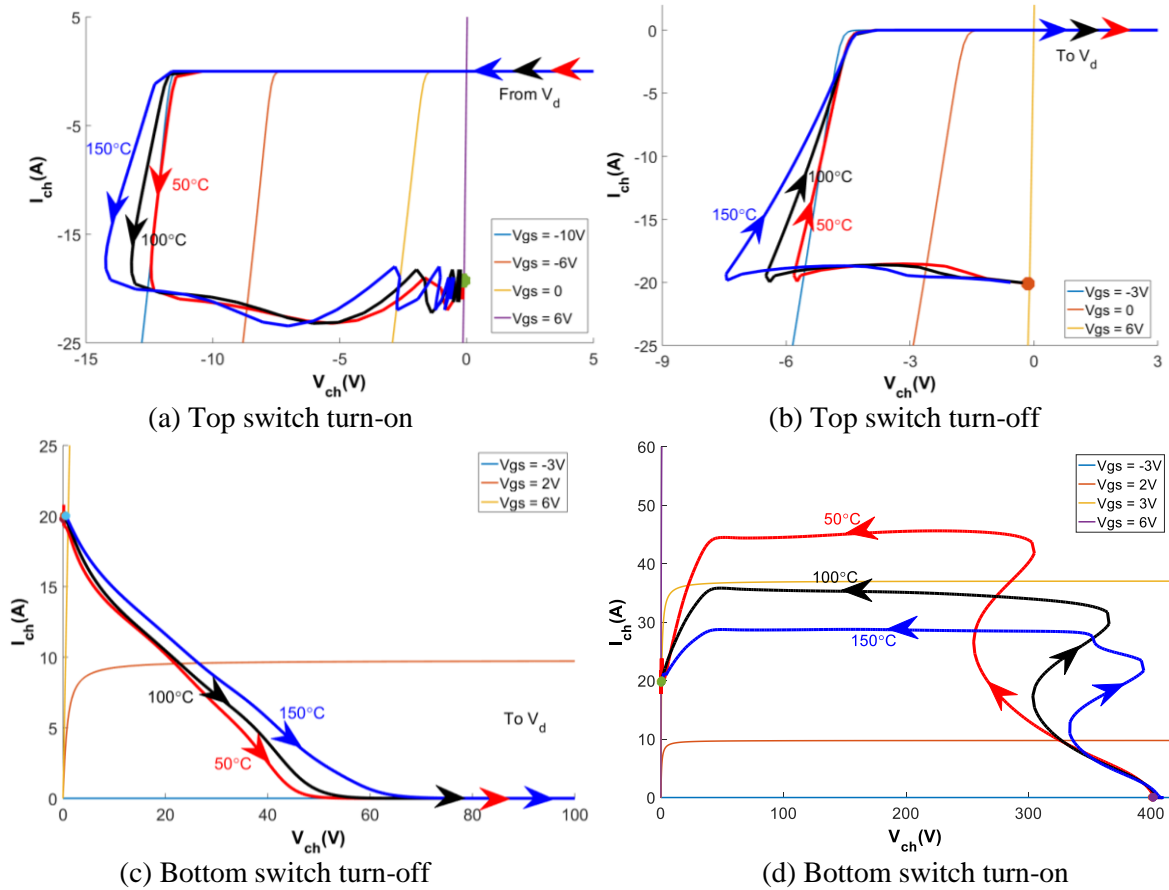 5
0
-5
-15
-25
-15
-10
-5
0
5
I_ch(A)
V_ch(V)
From V_d
150°C
50°C
100°C
Vgs = -10V
Vgs = -6V
Vgs = 0
Vgs = 6V
(a) Top switch turn-on
0
-5
-10
-15
-20
-25
-9
-6
-3
0
3
I_ch(A)
V_ch(V)
To V_d
100°C
150°C
50°C
Vgs = -3V
Vgs = 0
Vgs = 6V
(b) Top switch turn-off
25
20
15
10
5
0
0
20
40
60
80
100
I_ch(A)
V_ch(V)
Vgs = -3V
Vgs = 2V
Vgs = 6V
100°C
150°C
50°C
To V_d
(c) Bottom switch turn-off
60
50
40
30
20
10
0
0
100
200
300
400
I_ch(A)
V_ch(V)
50°C
100°C
150°C
Vgs = -3V
Vgs = 2V
Vgs = 3V
Vgs = 6V
(d) Bottom switch turn-on